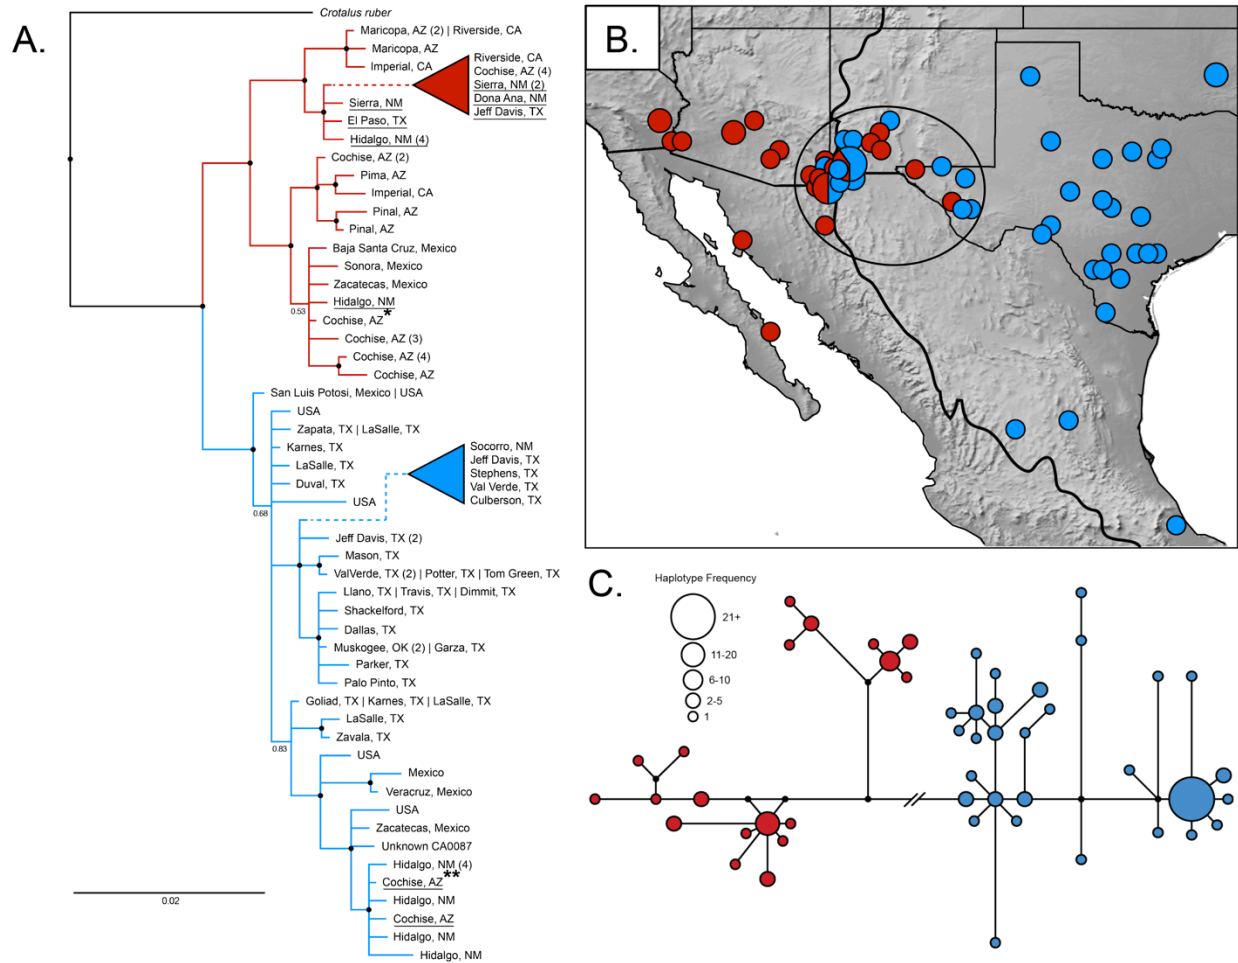 A.
Crotalus ruber
Maricopa, AZ (2) | Riverside, CA
Maricopa, AZ
Imperial, CA
Riverside, CA
Cochise, AZ (4)
Sierra, NM (2)
Dona Ana, NM
Jeff Davis, TX
Sierra, NM
El Paso, TX
Hidalgo, NM (4)
Cochise, AZ (2)
Pima, AZ
Imperial, CA
Pinal, AZ
Pinal, AZ
Baja Santa Cruz, Mexico
Sonora, Mexico
Zacatecas, Mexico
Hidalgo, NM
0.53
Cochise, AZ*
Cochise, AZ (3)
Cochise, AZ (4)
Cochise, AZ
San Luis Potosi, Mexico | USA
USA
Zapata, TX | LaSalle, TX
Karnes, TX
LaSalle, TX
Duval, TX
USA
0.68
Socorro, NM
Jeff Davis, TX
Stephens, TX
Val Verde, TX
Culberson, TX
Jeff Davis, TX (2)
Mason, TX
ValVerde, TX (2) | Potter, TX | Tom Green, TX
Llano, TX | Travis, TX | Dimmit, TX
Shackelford, TX
Dallas, TX
Muskogee, OK (2) | Garza, TX
Parker, TX
Palo Pinto, TX
Goliad, TX | Karnes, TX | LaSalle, TX
LaSalle, TX
Zavala, TX
0.83
USA
Mexico
Veracruz, Mexico
USA
Zacatecas, Mexico
Unknown CA0087
Hidalgo, NM (4)
Cochise, AZ**
Hidalgo, NM
Cochise, AZ
Hidalgo, NM
Hidalgo, NM
0.02
B.
C.
Haplotype Frequency
21+
11-20
6-10
2-5
1